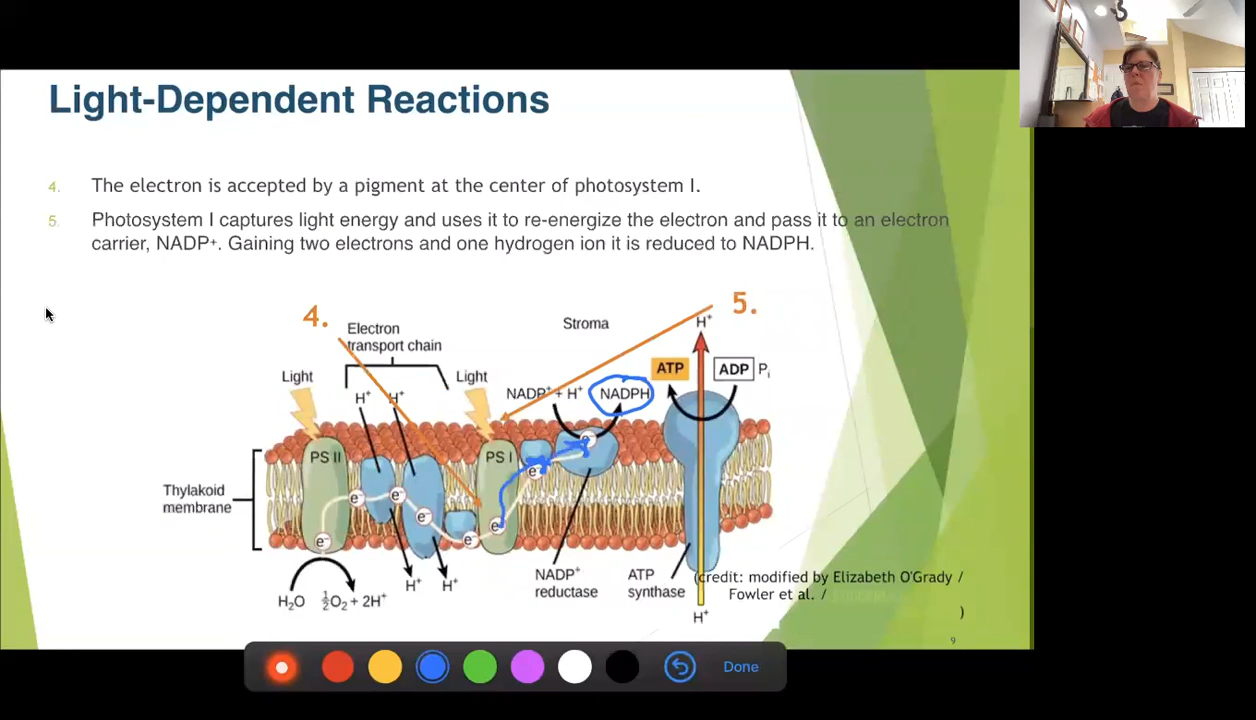 Light-Dependent Reactions
4. The electron is accepted by a pigment at the center of photosystem I.
5. Photosystem I captures light energy and uses it to re-energize the electron and pass it to an electron
carrier, NADP⁺. Gaining two electrons and one hydrogen ion it is reduced to NADPH.
4.
5.
Electron
transport chain
Stroma
H⁺
Light
Light
ATP
ADP
Pᵢ
H⁺
H⁺
NADP⁺ + H⁺
NADPH
e⁻
PS II
PS I
e⁻
Thylakoid
membrane
e⁻
e⁻
e⁻
e⁻
e⁻
e⁻
H⁺
H⁺
NADP⁺
reductase
ATP
synthase
(credit: modified by Elizabeth O'Grady /
Fowler et al. /
)
H₂O
½O₂ + 2H⁺
H⁺
9
Done